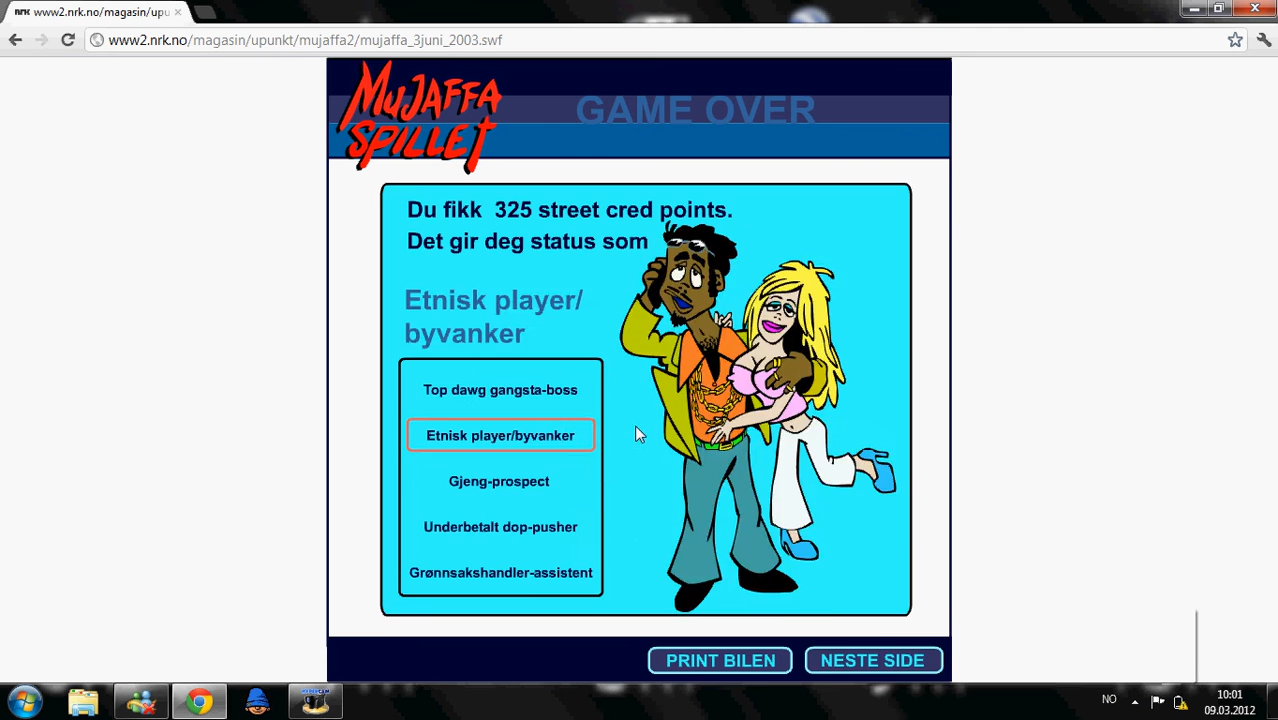 nrk www2.nrk.no/magasin/upu
www2.nrk.no/magasin/upunkt/mujaffa2/mujaffa_3juni_2003.swf
MUJAFFA
SPILLET
GAME OVER
Du fikk 325 street cred points.
Det gir deg status som
Etnisk player/
byvanker
Top dawg gangsta-boss
Etnisk player/byvanker
Gjeng-prospect
Underbetalt dop-pusher
Grønnsakshandler-assistent
PRINT BILEN
NESTE SIDE
NO
10:01
09.03.2012